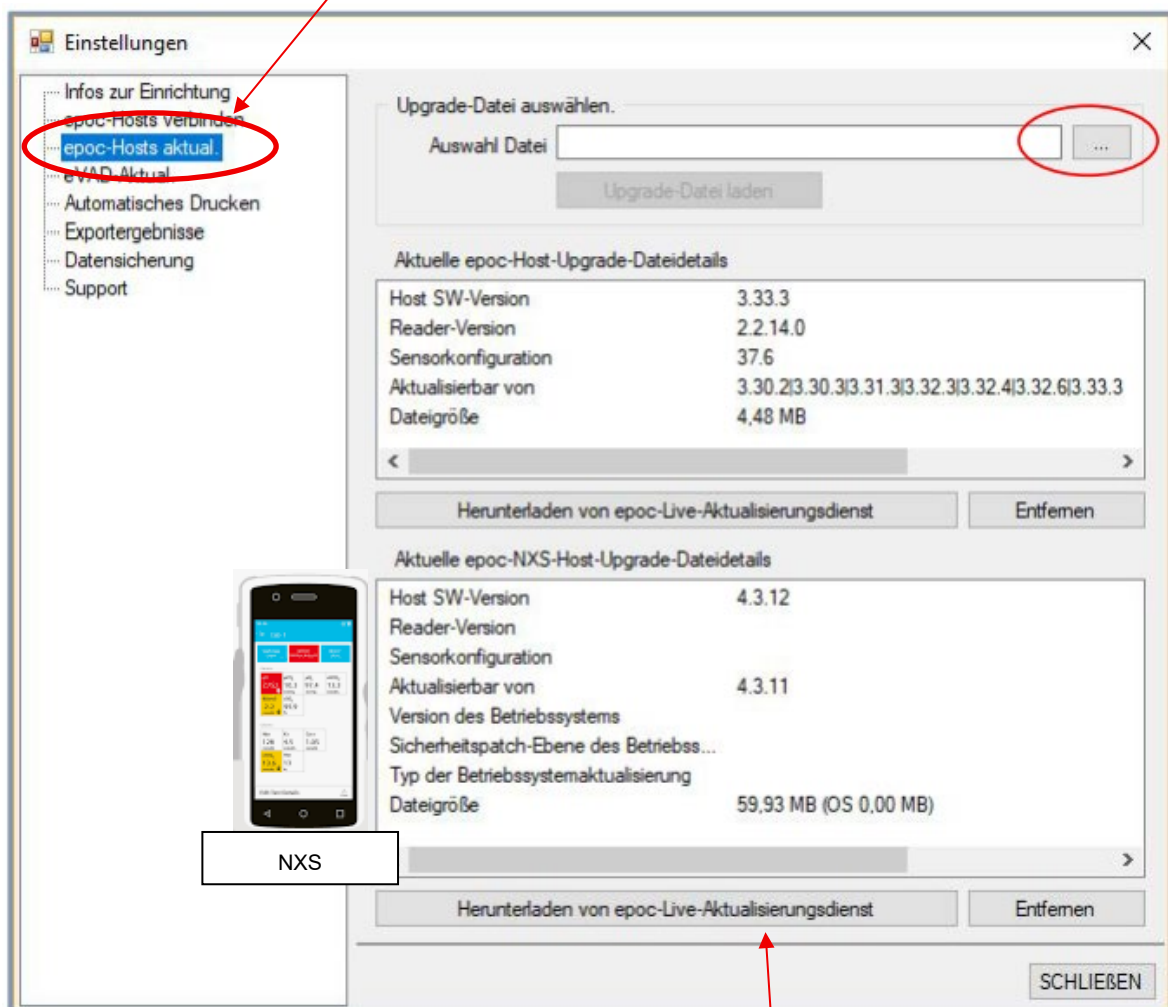 Einstellungen
Infos zur Einrichtung
epoc-Hosts verbinden
epoc-Hosts aktual.
eVAD-Aktual.
Automatisches Drucken
Exportergebnisse
Datensicherung
Support
Upgrade-Datei auswählen.
Auswahl Datei ...
Upgrade-Datei laden
Aktuelle epoc-Host-Upgrade-Dateidetails
Host SW-Version 3.33.3
Reader-Version 2.2.14.0
Sensorkonfiguration 37.6
Aktualisierbar von 3.30.2|3.30.3|3.31.3|3.32.3|3.32.4|3.32.6|3.33.3
Dateigröße 4,48 MB
Herunterladen von epoc-Live-Aktualisierungsdienst Entfernen
Aktuelle epoc-NXS-Host-Upgrade-Dateidetails
Host SW-Version 4.3.12
Reader-Version
Sensorkonfiguration
Aktualisierbar von 4.3.11
Version des Betriebssystems
Sicherheitspatch-Ebene des Betriebss...
Typ der Betriebssystemaktualisierung
Dateigröße 59,93 MB (OS 0,00 MB)
NXS
Herunterladen von epoc-Live-Aktualisierungsdienst Entfernen
SCHLIEßEN